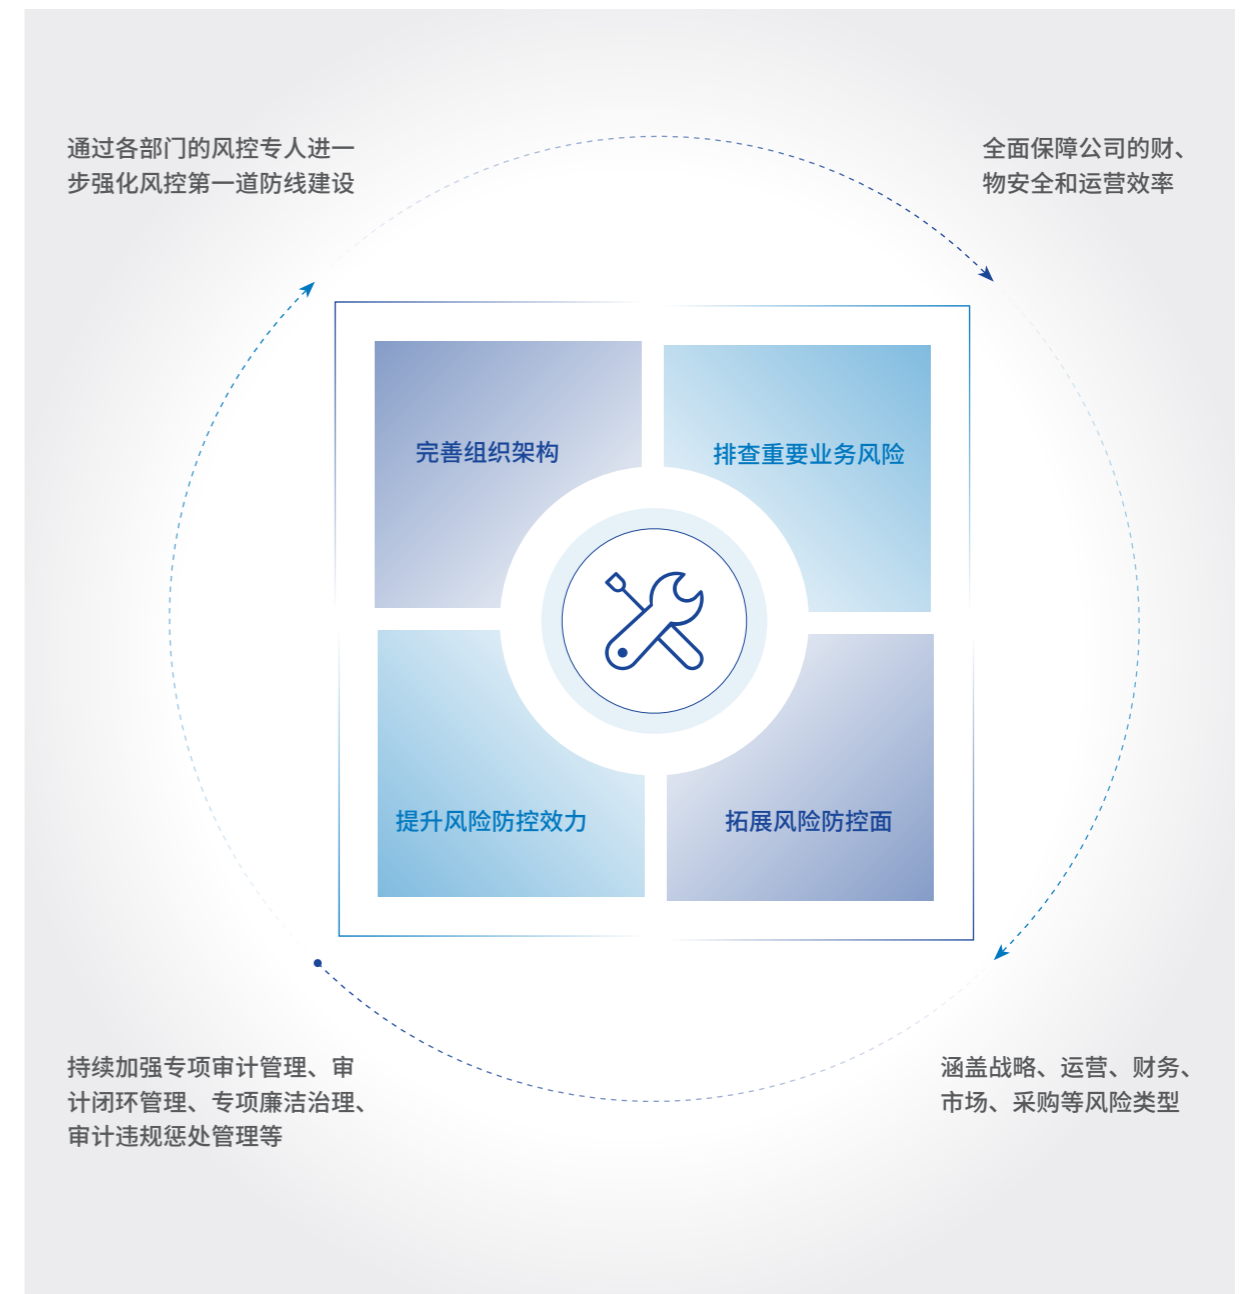 通过各部门的风控专人进一
步强化风控第一道防线建设
全面保障公司的财、
物安全和运营效率
完善组织架构
排查重要业务风险
提升风险防控效力
拓展风险防控面
持续加强专项审计管理、审
计闭环管理、专项廉洁治理、
审计违规惩处管理等
涵盖战略、运营、财务、
市场、采购等风险类型